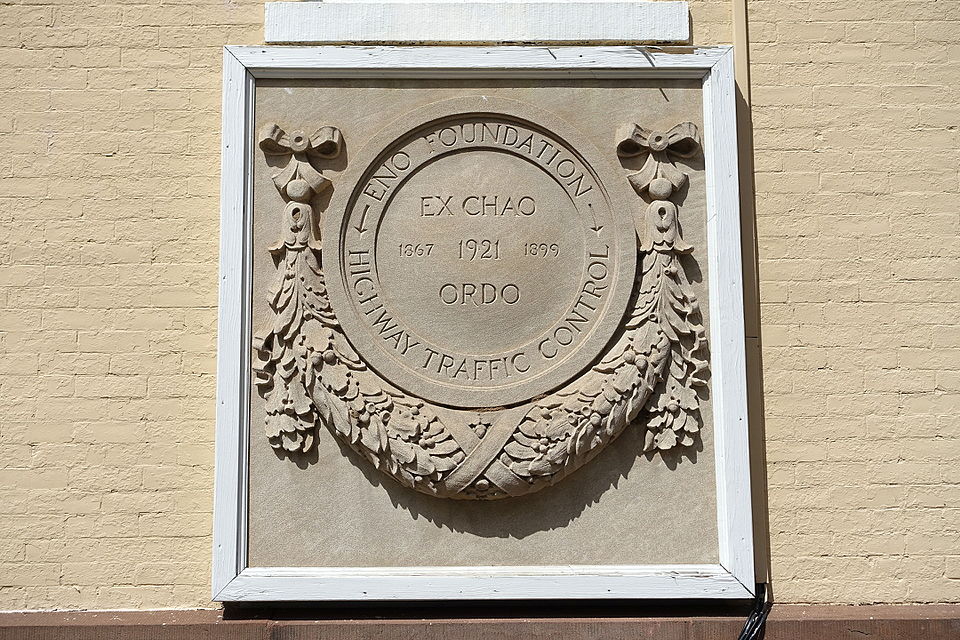 ENO FOUNDATION
HIGHWAY TRAFFIC CONTROL
EX CHAO
1867 1921 1899
ORDO